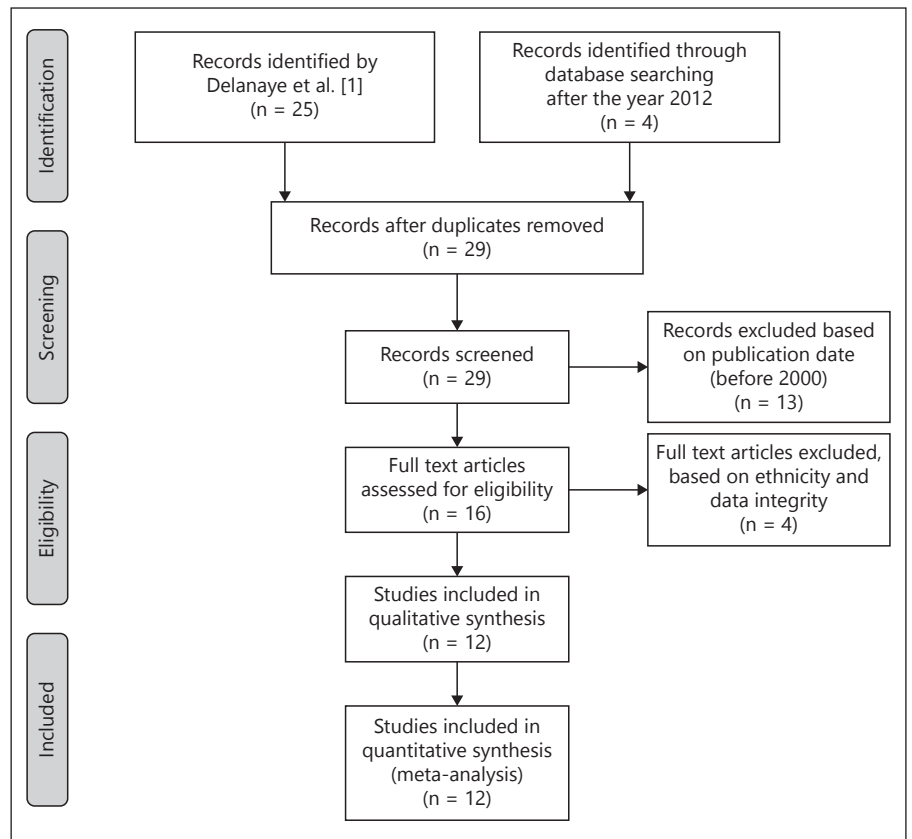 Identification
Records identified by
Delanaye et al. [1]
(n = 25)
Records identified through
database searching
after the year 2012
(n = 4)
Records after duplicates removed
(n = 29)
Screening
Records screened
(n = 29)
Records excluded based
on publication date
(before 2000)
(n = 13)
Eligibility
Full text articles
assessed for eligibility
(n = 16)
Full text articles excluded,
based on ethnicity and
data integrity
(n = 4)
Studies included in
qualitative synthesis
(n = 12)
Included
Studies included in
quantitative synthesis
(meta-analysis)
(n = 12)